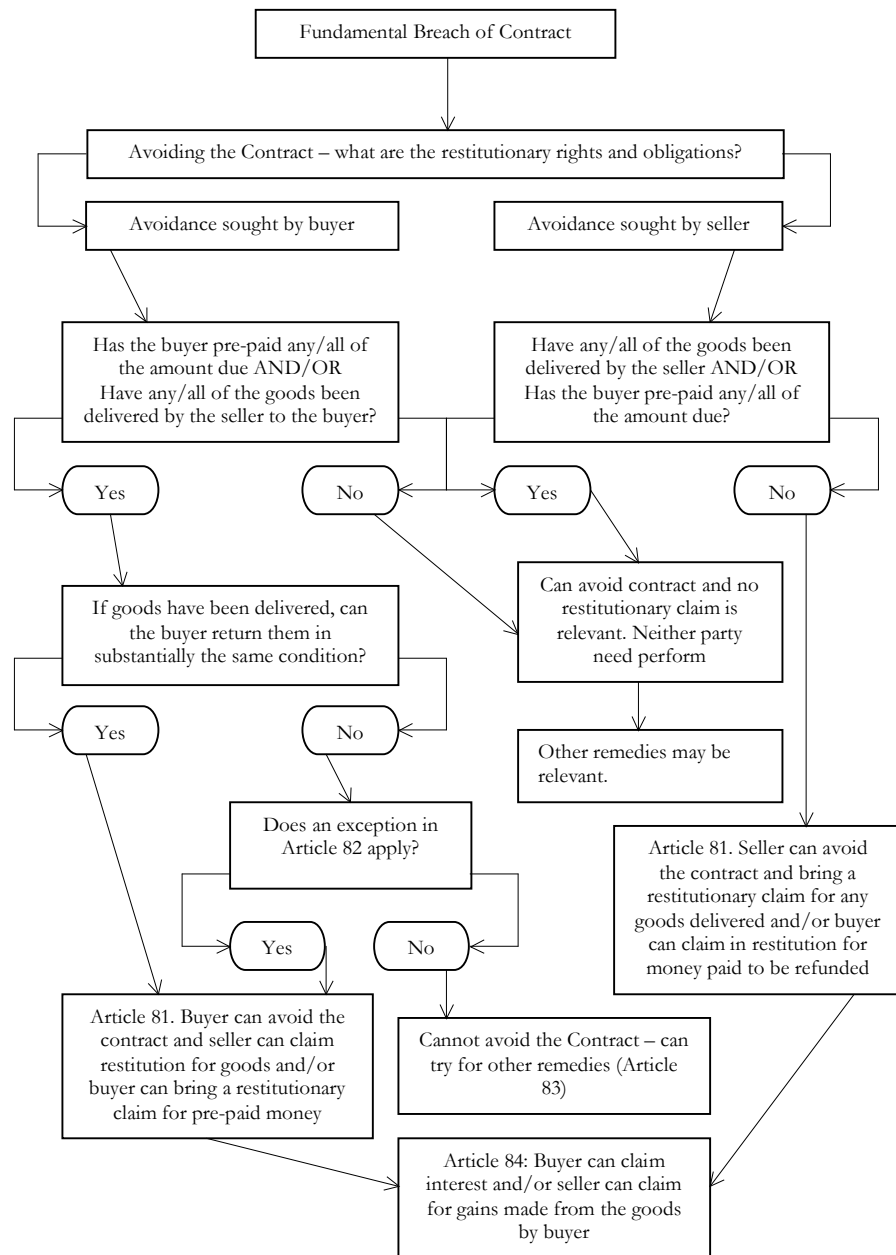 Fundamental Breach of Contract
Avoiding the Contract – what are the restitutionary rights and obligations?
Avoidance sought by buyer
Avoidance sought by seller
Has the buyer pre-paid any/all of
the amount due AND/OR
Have any/all of the goods been
delivered by the seller to the buyer?
Have any/all of the goods been
delivered by the seller AND/OR
Has the buyer pre-paid any/all of
the amount due?
Yes
No
Yes
No
If goods have been delivered, can
the buyer return them in
substantially the same condition?
Can avoid contract and no
restitutionary claim is
relevant. Neither party
need perform
Yes
No
Other remedies may be
relevant.
Does an exception in
Article 82 apply?
Article 81. Seller can avoid
the contract and bring a
restitutionary claim for any
goods delivered and/or buyer
can claim in restitution for
money paid to be refunded
Yes
No
Article 81. Buyer can avoid the
contract and seller can claim
restitution for goods and/or
buyer can bring a restitutionary
claim for pre-paid money
Cannot avoid the Contract – can
try for other remedies (Article
83)
Article 84: Buyer can claim
interest and/or seller can claim
for gains made from the goods
by buyer